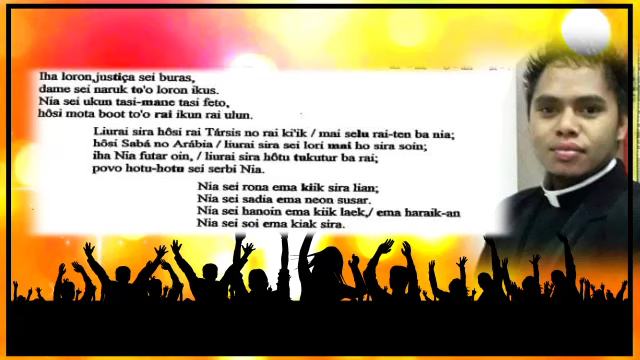 Iha loron,justiça sei buras,
dame sei naruk to'o loron ikus.
Nia sei ukun tasi-mane tasi feto,
hôsi mota boot to'o rai ikun rai ulun.
Liurai sira hôsi rai Társis no rai ki'ik / mai selu rai-ten ba nia;
hôsi Sabá no Arábia / liurai sira sei lori mai ho sira soin;
iha Nia futar oin, / liurai sira hôtu tukutur ba rai;
povo hotu-hotu sei serbi Nia.
Nia sei rona ema kiik sira lian;
Nia sei sadia ema neon susar.
Nia sei hanoin ema kiik laek,/ ema haraik-an
Nia sei soi ema kiak sira.